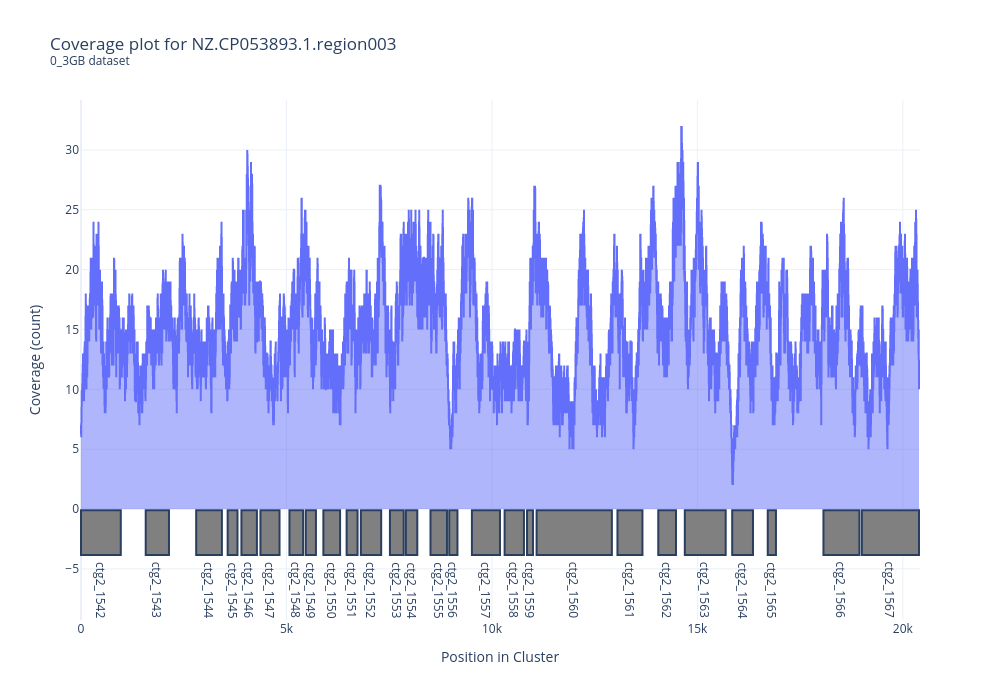 Coverage plot for NZ.CP053893.1.region003
0_3GB dataset
30
25
20
15
10
5
0
−5
Coverage (count)
ctg2_1542
ctg2_1543
ctg2_1544
ctg2_1545
ctg2_1546
ctg2_1547
ctg2_1548
ctg2_1549
ctg2_1550
ctg2_1551
ctg2_1552
ctg2_1553
ctg2_1554
ctg2_1555
ctg2_1556
ctg2_1557
ctg2_1558
ctg2_1559
ctg2_1560
ctg2_1561
ctg2_1562
ctg2_1563
ctg2_1564
ctg2_1565
ctg2_1566
ctg2_1567
0
5k
10k
15k
20k
Position in Cluster